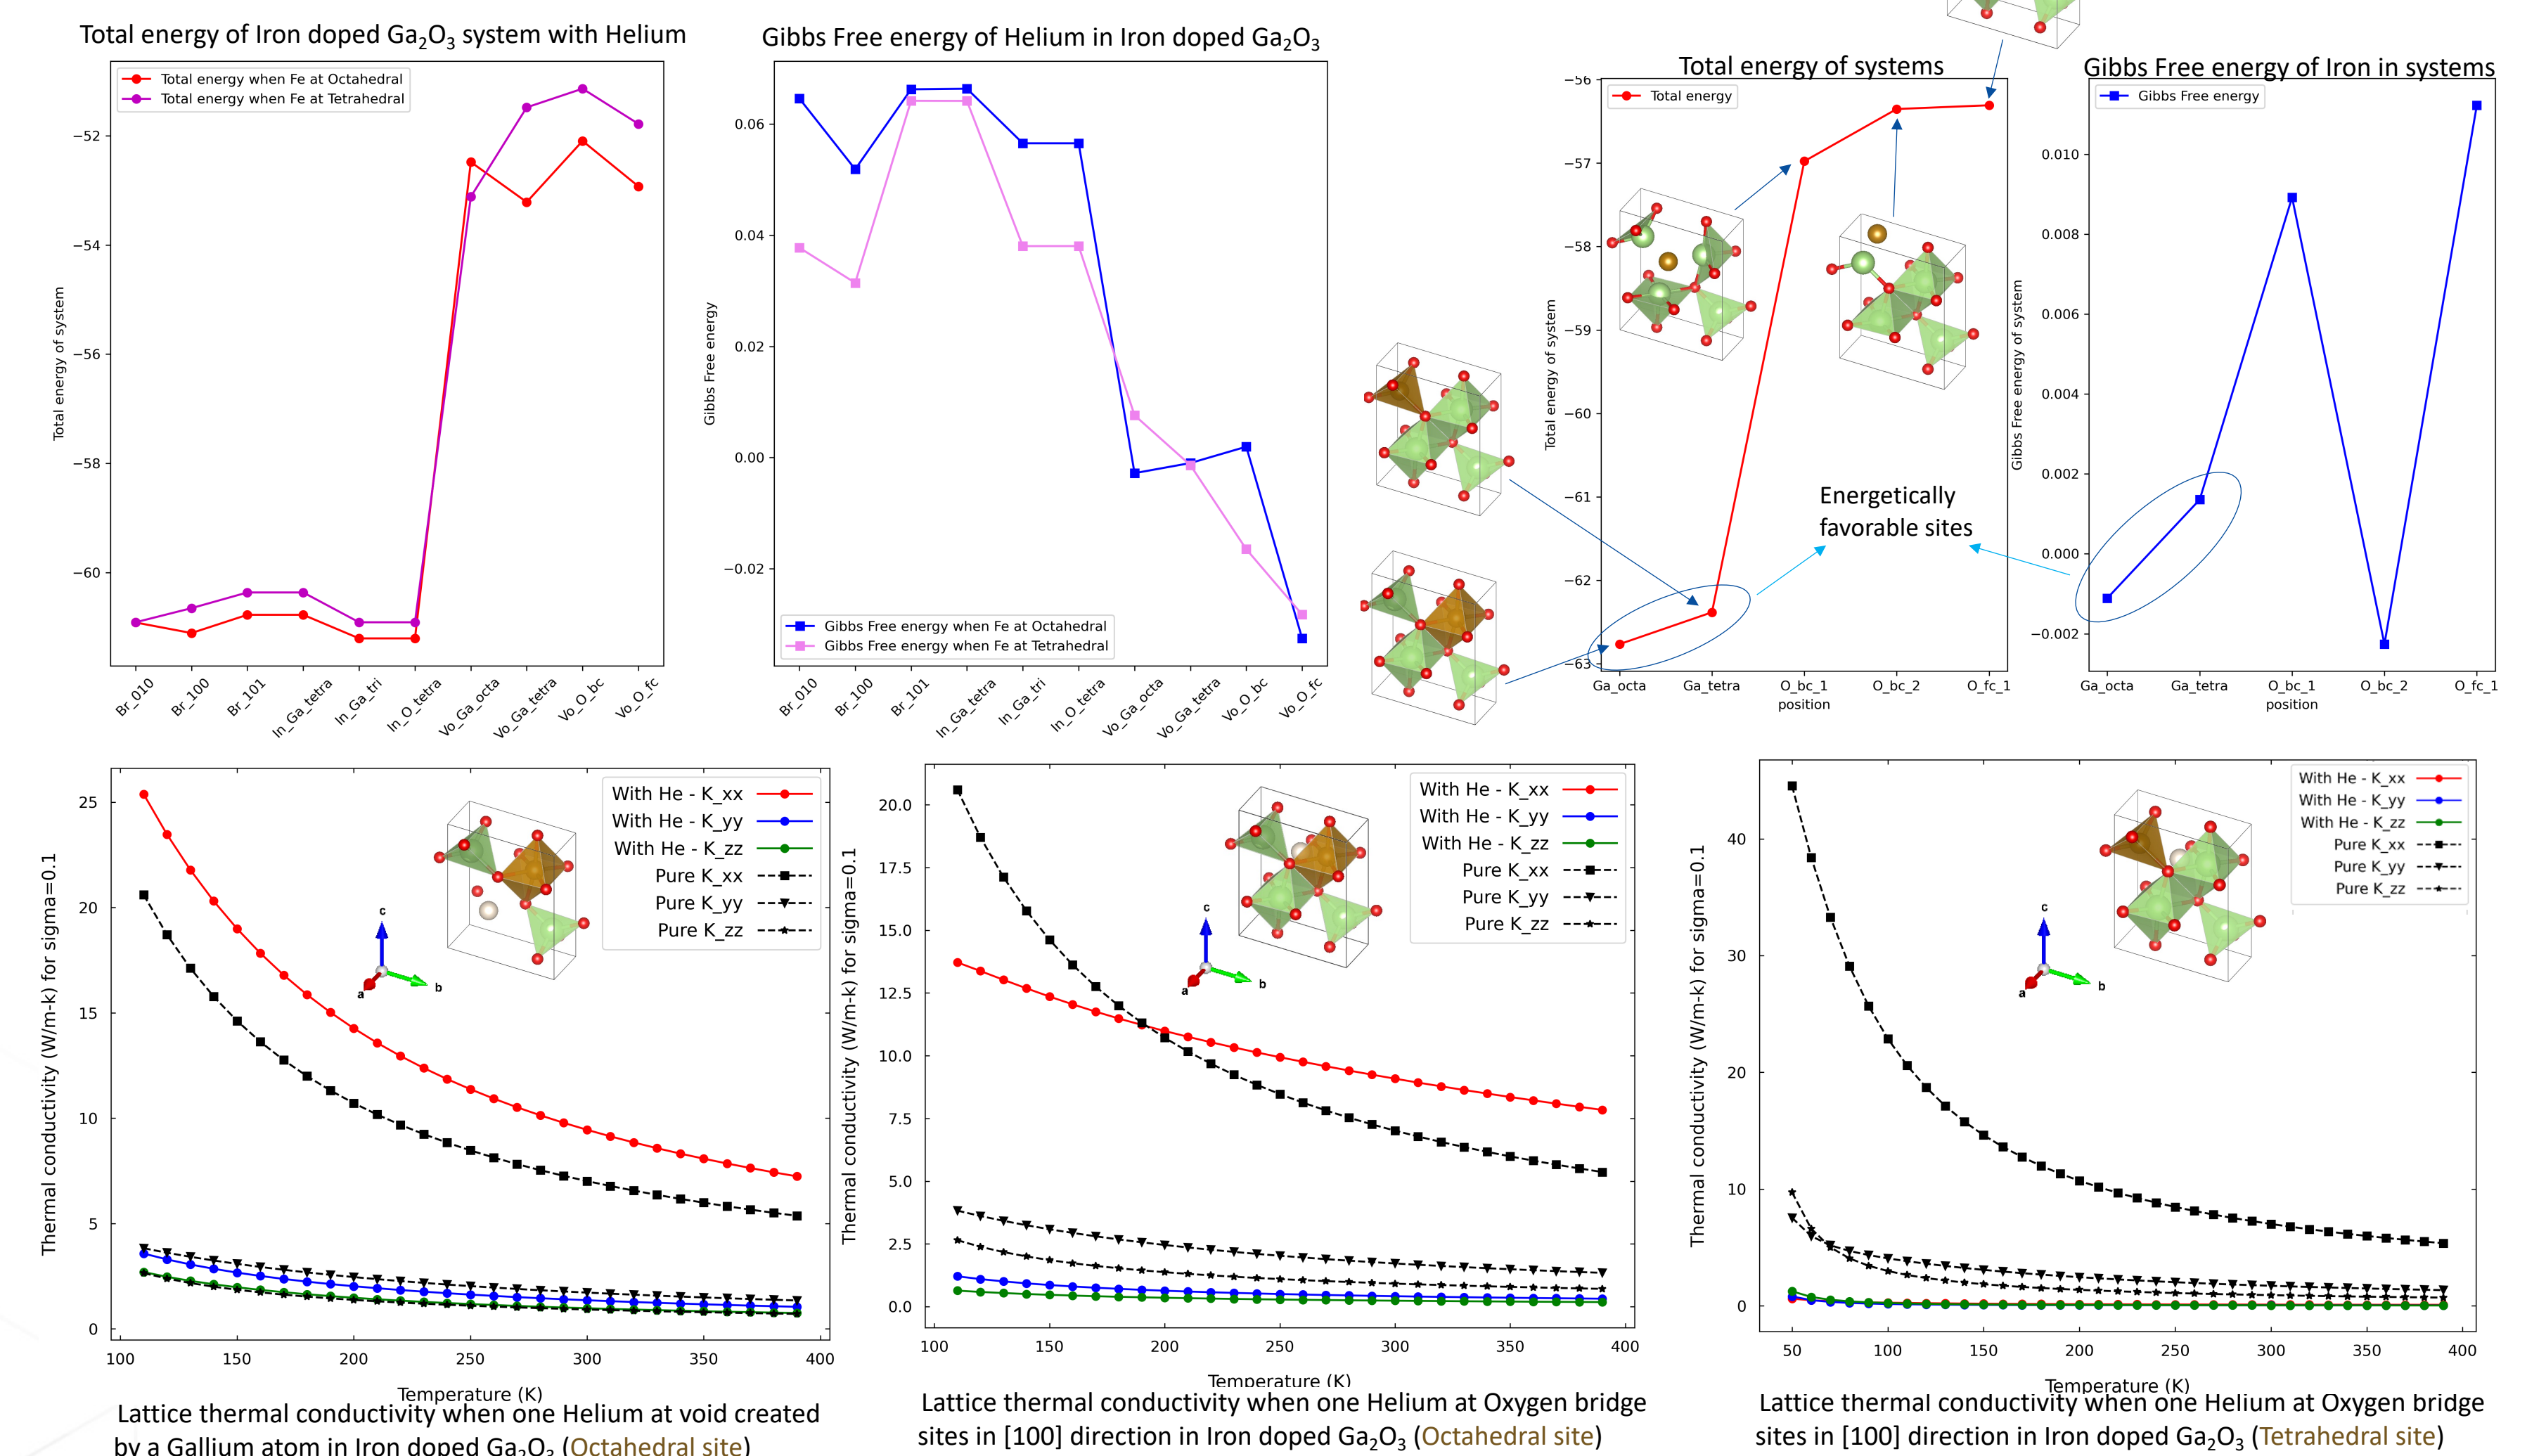 Total energy of Iron doped Ga₂O₃ system with Helium
Total energy when Fe at Octahedral
Total energy when Fe at Tetrahedral
Total energy of system
−52
−54
−56
−58
−60
Br_010
Br_100
Br_101
In_Ga_tetra
In_Ga_tri
In_O_tetra
Vo_Ga_octa
Vo_Ga_tetra
Vo_O_bc
Vo_O_fc
Gibbs Free energy of Helium in Iron doped Ga₂O₃
Gibbs Free energy
0.06
0.04
0.02
0.00
−0.02
Gibbs Free energy when Fe at Octahedral
Gibbs Free energy when Fe at Tetrahedral
Br_010
Br_100
Br_101
In_Ga_tetra
In_Ga_tri
In_O_tetra
Vo_Ga_octa
Vo_Ga_tetra
Vo_O_bc
Vo_O_fc
Total energy of systems
Total energy
Total energy of system
−56
−57
−58
−59
−60
−61
−62
−63
Energetically
favorable sites
Ga_octa
Ga_tetra
O_bc_1
O_bc_2
O_fc_1
position
Gibbs Free energy of Iron in systems
Gibbs Free energy
Gibbs Free energy of system
0.010
0.008
0.006
0.004
0.002
0.000
−0.002
Ga_octa
Ga_tetra
O_bc_1
O_bc_2
O_fc_1
position
Thermal conductivity (W/m-k) for sigma=0.1
25
20
15
10
5
0
With He - K_xx
With He - K_yy
With He - K_zz
Pure K_xx
Pure K_yy
Pure K_zz
c
a
b
100
150
200
250
300
350
400
Temperature (K)
Lattice thermal conductivity when one Helium at void created
by a Gallium atom in Iron doped Ga₂O₃ (Octahedral site)
Thermal conductivity (W/m-k) for sigma=0.1
20.0
17.5
15.0
12.5
10.0
7.5
5.0
2.5
0.0
With He - K_xx
With He - K_yy
With He - K_zz
Pure K_xx
Pure K_yy
Pure K_zz
c
a
b
100
150
200
250
300
350
400
Temperature (K)
Lattice thermal conductivity when one Helium at Oxygen bridge
sites in [100] direction in Iron doped Ga₂O₃ (Octahedral site)
Thermal conductivity (W/m-k) for sigma=0.1
40
30
20
10
0
With He - K_xx
With He - K_yy
With He - K_zz
Pure K_xx
Pure K_yy
Pure K_zz
c
a
b
50
100
150
200
250
300
350
400
Temperature (K)
Lattice thermal conductivity when one Helium at Oxygen bridge
sites in [100] direction in Iron doped Ga₂O₃ (Tetrahedral site)